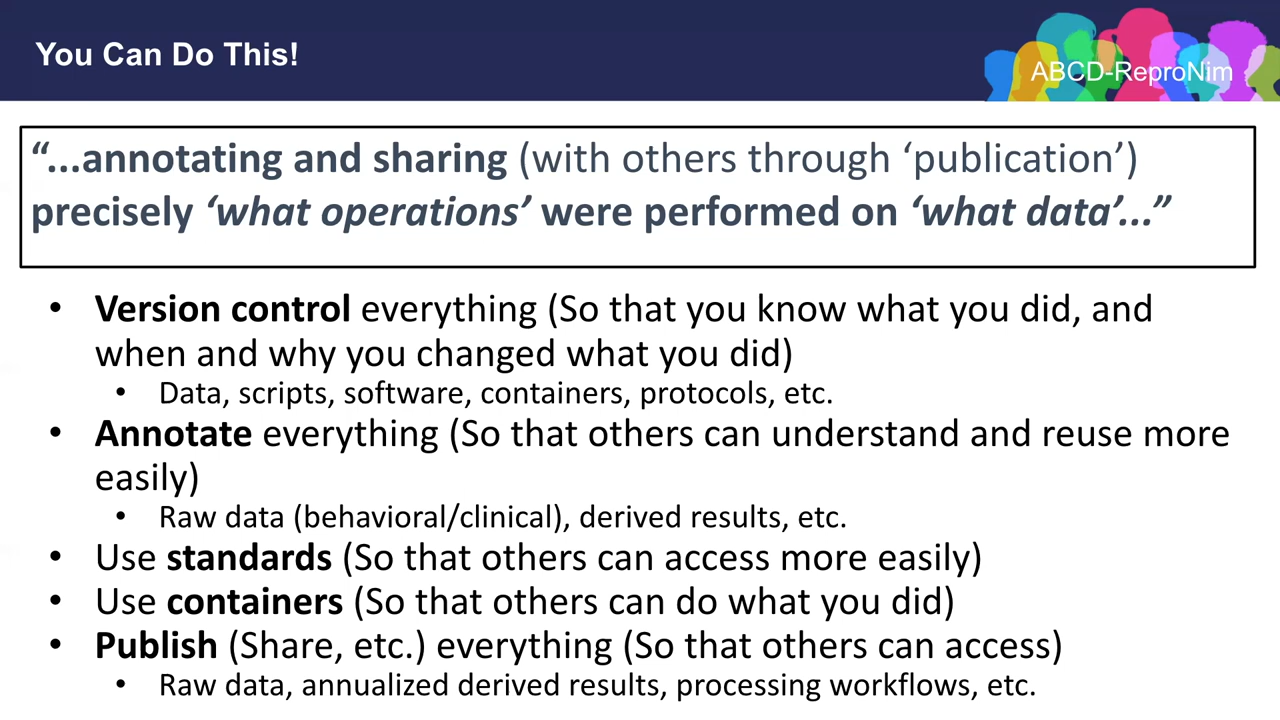 You Can Do This!
ABCD-ReproNim
“...annotating and sharing (with others through ‘publication’)
precisely ‘what operations’ were performed on ‘what data’...”
• Version control everything (So that you know what you did, and
when and why you changed what you did)
• Data, scripts, software, containers, protocols, etc.
• Annotate everything (So that others can understand and reuse more
easily)
• Raw data (behavioral/clinical), derived results, etc.
• Use standards (So that others can access more easily)
• Use containers (So that others can do what you did)
• Publish (Share, etc.) everything (So that others can access)
• Raw data, annualized derived results, processing workflows, etc.